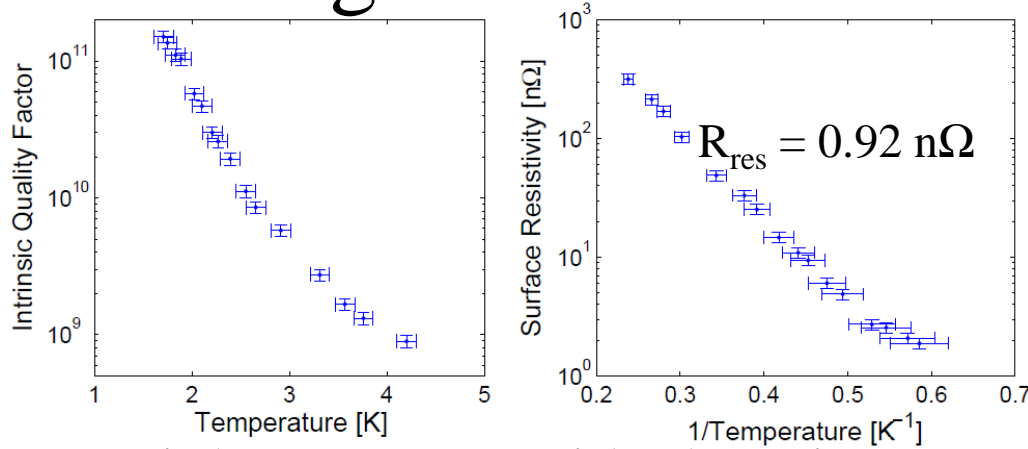 10^11
10^10
10^9
Intrinsic Quality Factor
1 2 3 4 5
Temperature [K]
10^3
10^2
10^1
10^0
Surface Resistivity [nΩ]
R_res = 0.92 nΩ
0.2 0.3 0.4 0.5 0.6 0.7
1/Temperature [K^-1]